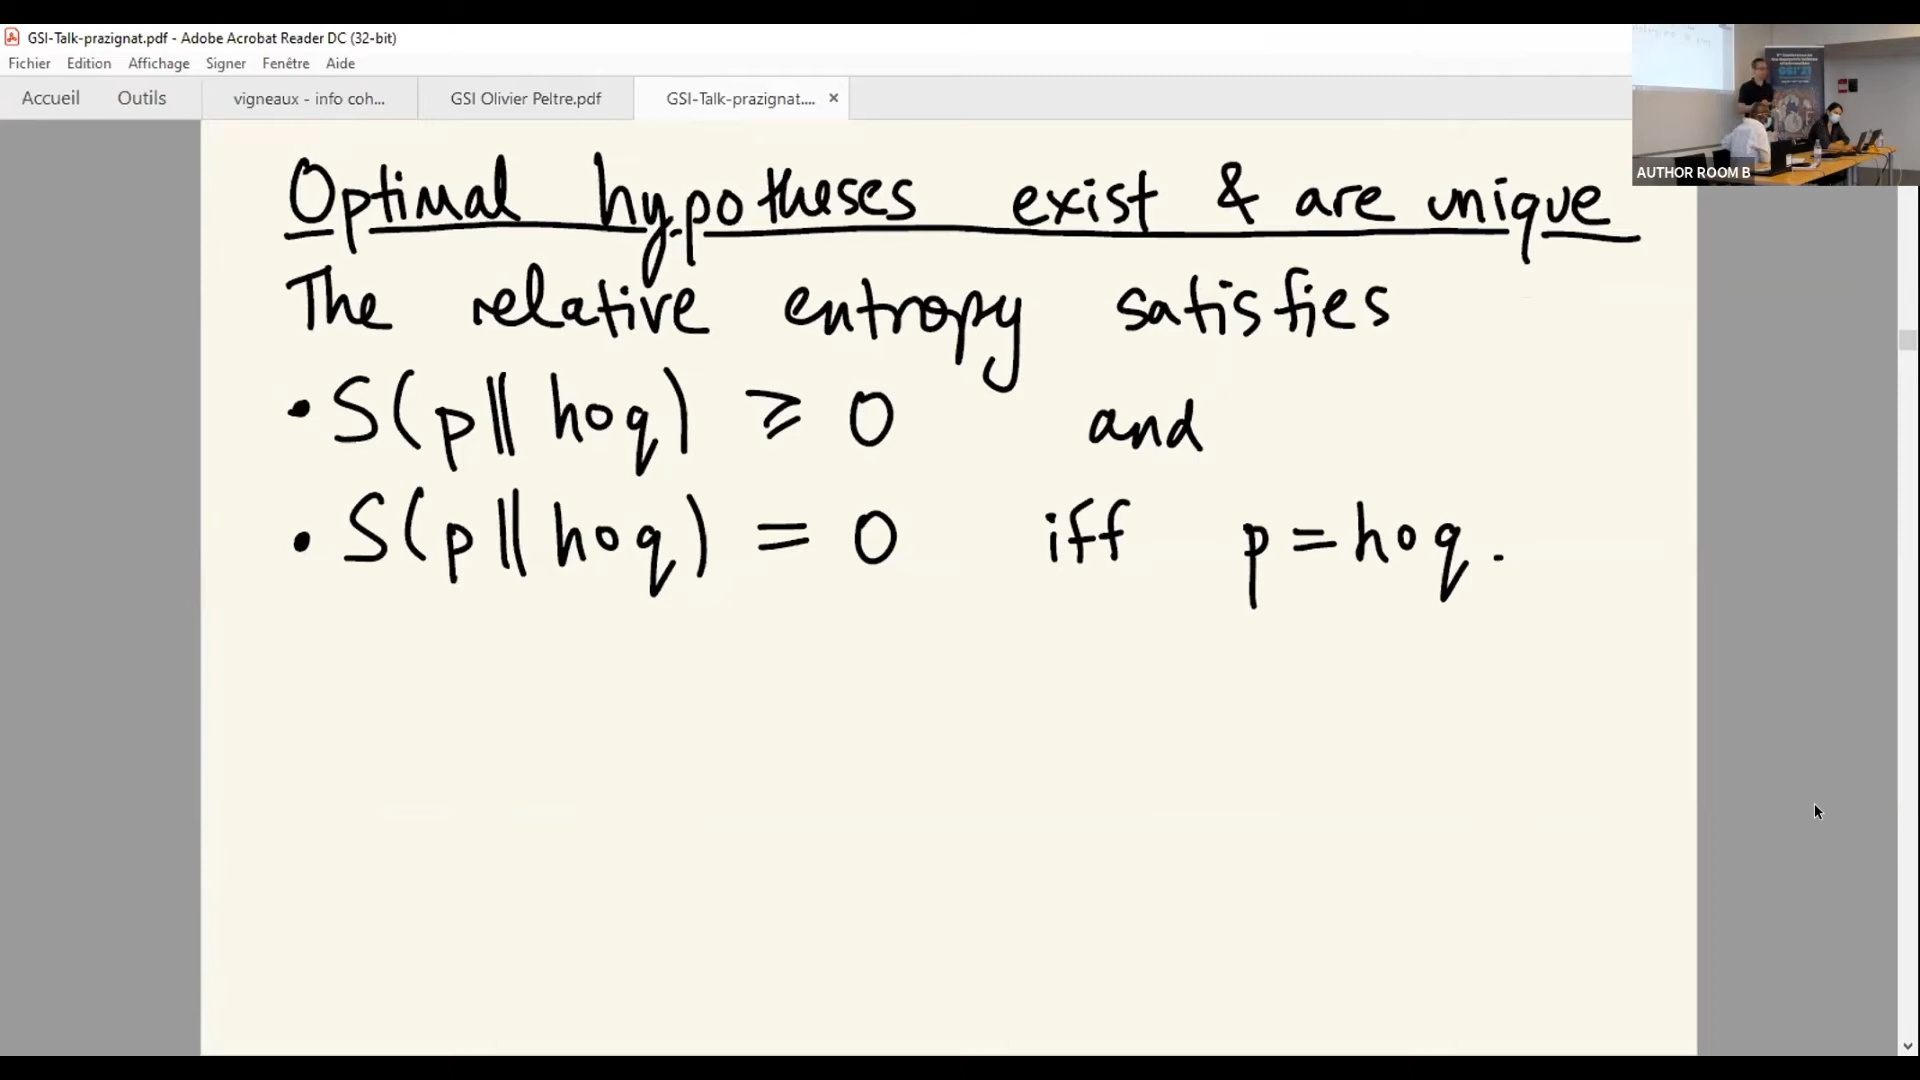 GSI-Talk-prazignat.pdf - Adobe Acrobat Reader DC (32-bit)
Fichier Edition Affichage Signer Fenêtre Aide
Accueil Outils vigneaux - info coh... GSI Olivier Peltre.pdf GSI-Talk-prazignat.... ×
GSI'21
AUTHOR ROOM B
Optimal hypotheses exist & are unique
The relative entropy satisfies
• S(p || h∘q) ⩾ 0 and
• S(p || h∘q) = 0 iff p = h∘q.